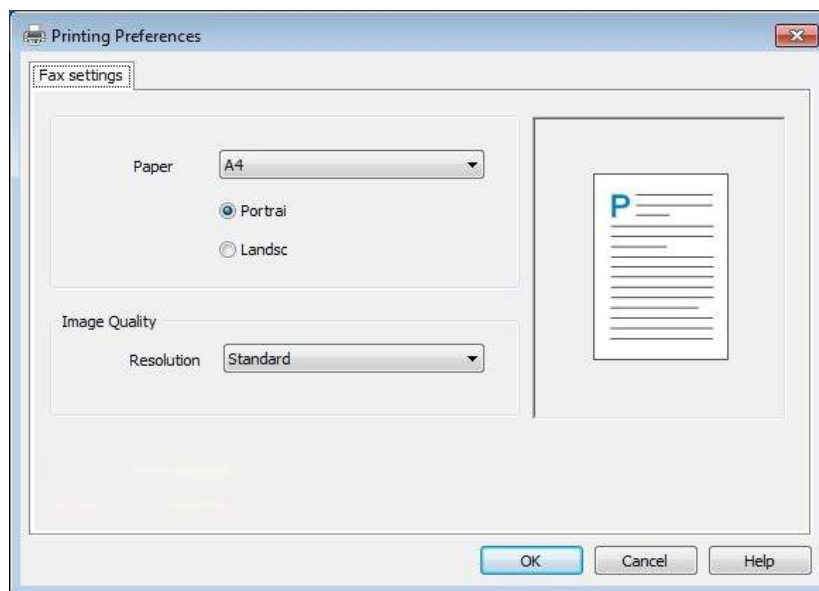 Printing Preferences
Fax settings
Paper A4
Portrai
Landsc
Image Quality
Resolution Standard
P
OK Cancel Help